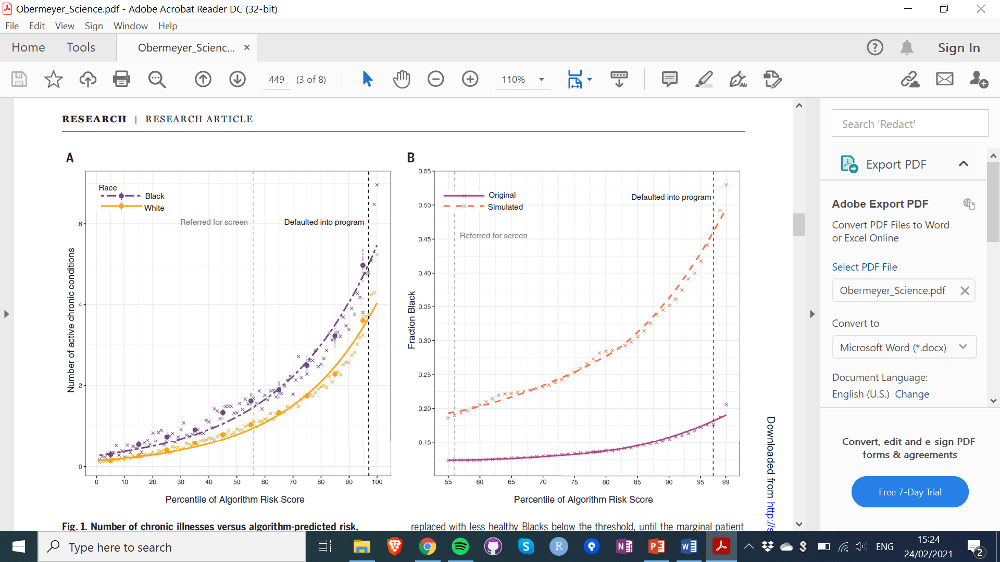 Obermeyer_Science.pdf - Adobe Acrobat Reader DC (32-bit)
File Edit View Sign Window Help
Home Tools Obermeyer_Scienc... × Sign In
449 (3 of 8) 110%
RESEARCH | RESEARCH ARTICLE
A
Race
Black
White
Referred for screen
Defaulted into program
Number of active chronic conditions
6
4
2
0
0 10 20 30 40 50 60 70 80 90 100
Percentile of Algorithm Risk Score
B
Original
Simulated
Referred for screen
Defaulted into program
Fraction Black
0.55
0.50
0.45
0.40
0.35
0.30
0.25
0.20
0.15
55 60 65 70 75 80 85 90 95 99
Percentile of Algorithm Risk Score
Fig. 1. Number of chronic illnesses versus algorithm-predicted risk,
replaced with less healthy Blacks below the threshold, until the marginal patient
Downloaded from http://s
Search 'Redact'
Export PDF
Adobe Export PDF
Convert PDF Files to Word
or Excel Online
Select PDF File
Obermeyer_Science.pdf
Convert to
Microsoft Word (*.docx)
Document Language:
English (U.S.) Change
Convert, edit and e-sign PDF
forms & agreements
Free 7-Day Trial
Type here to search
ENG
15:24
24/02/2021
2